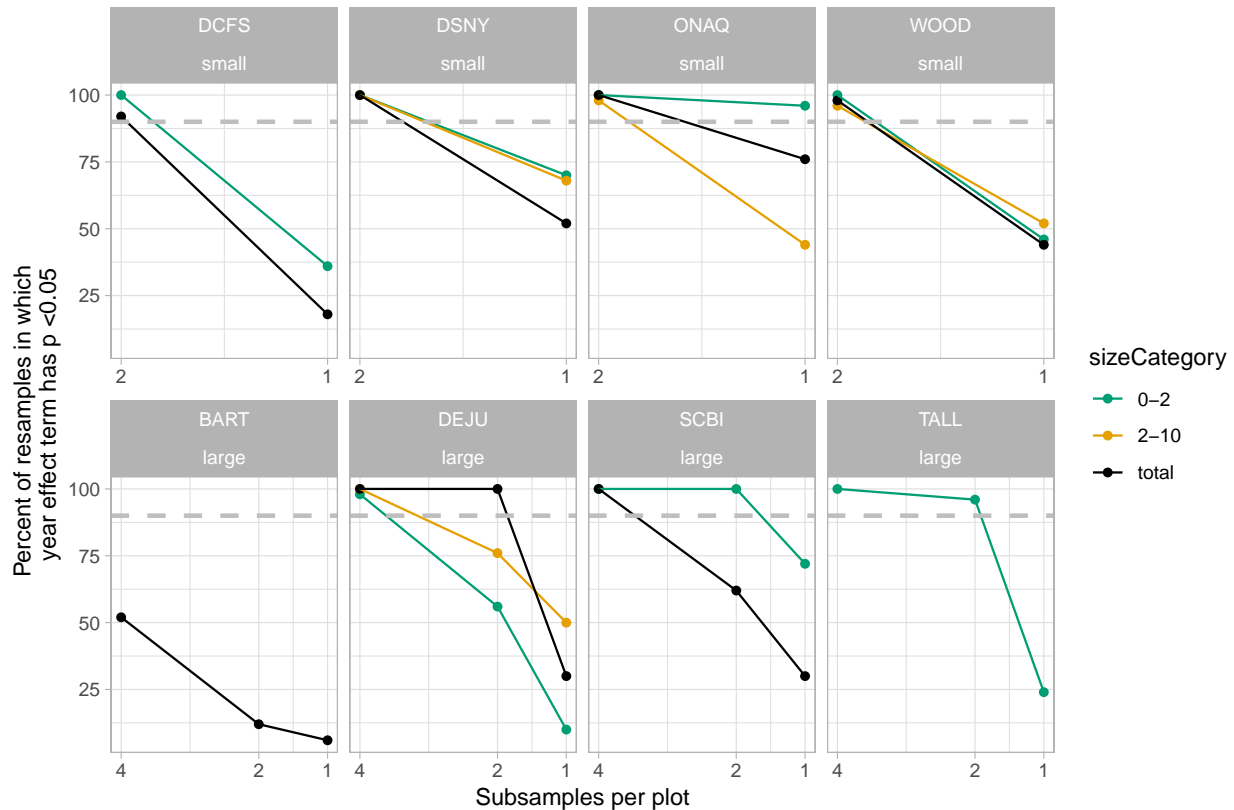 DCFS
DSNY
ONAQ
WOOD
small
small
small
small
100
75
50
25
2
1
2
1
2
1
2
1
BART
DEJU
SCBI
TALL
large
large
large
large
100
75
50
25
4
2
1
4
2
1
4
2
1
4
2
1
Subsamples per plot
Percent of resamples in which
year effect term has p <0.05
sizeCategory
0−2
2−10
total